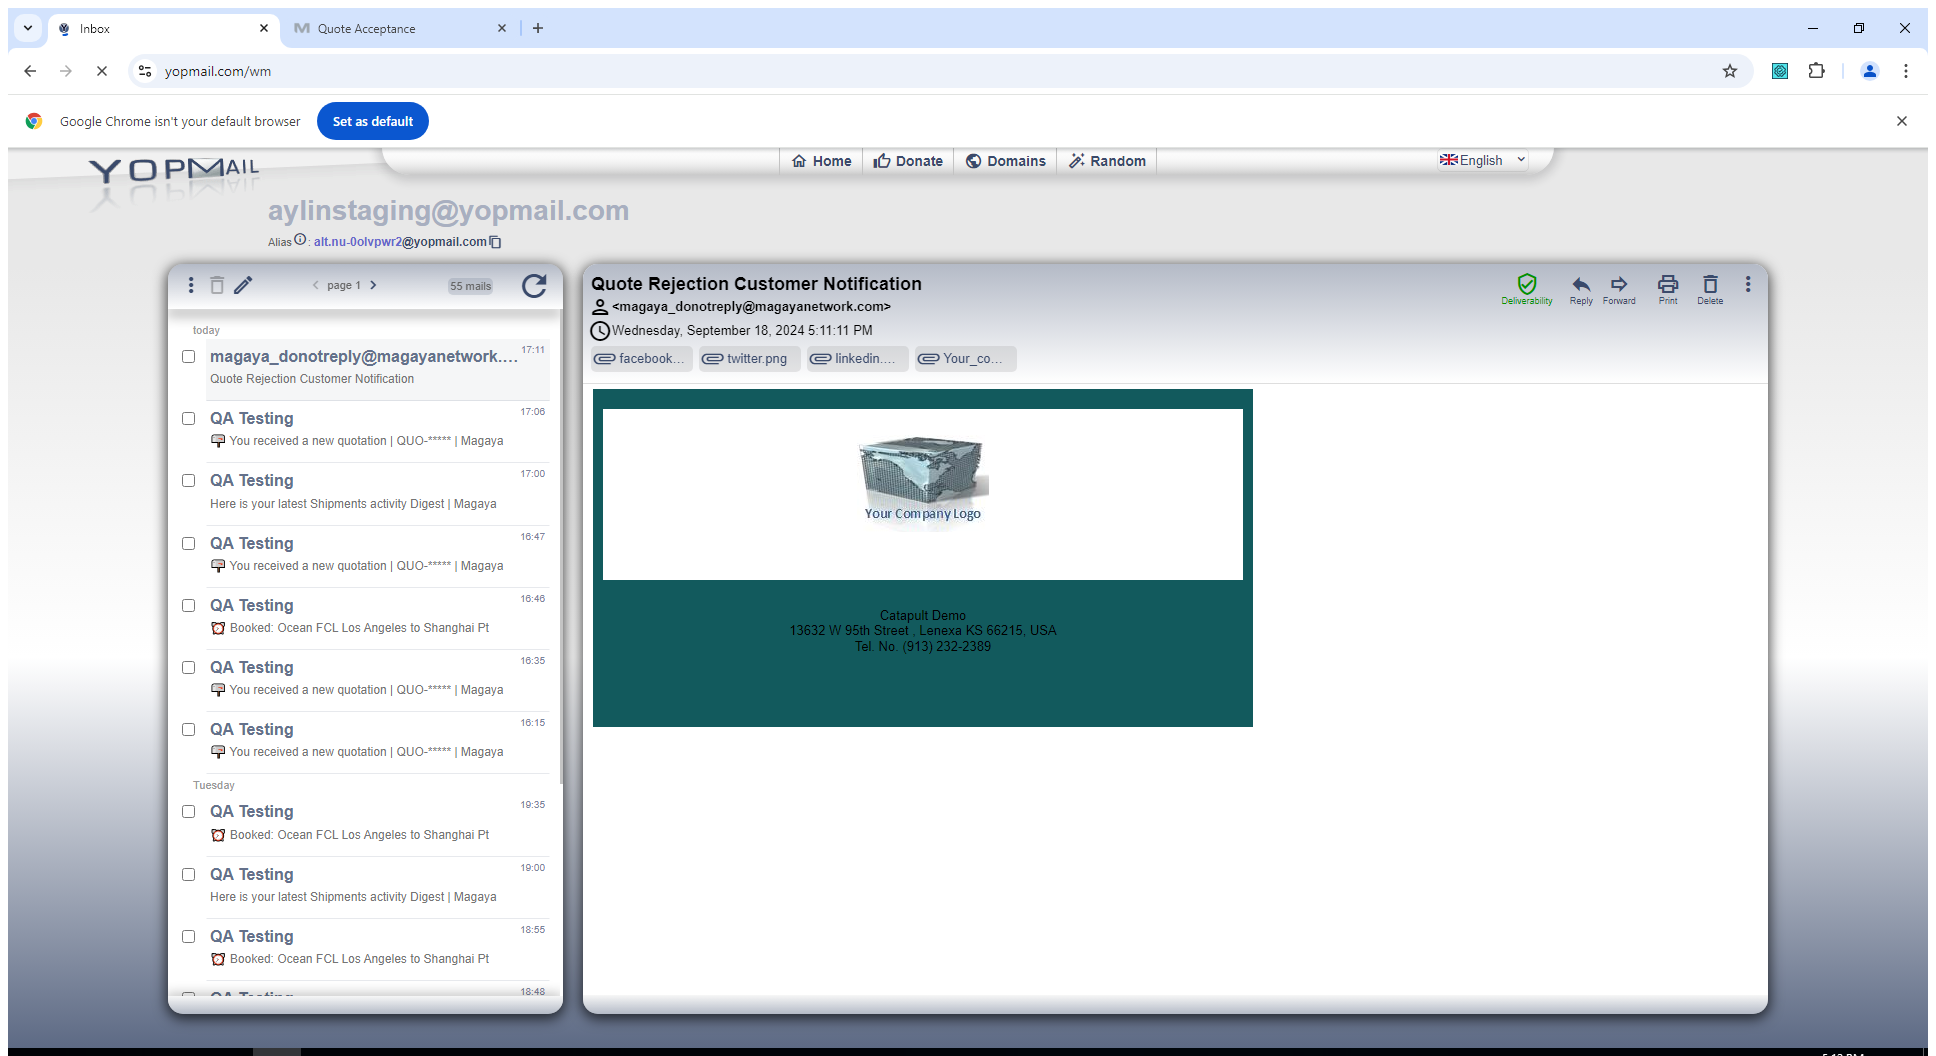 Inbox
Quote Acceptance
yopmail.com/wm
Google Chrome isn't your default browser
Set as default
YOPMAIL
Home
Donate
Domains
Random
English
aylinstaging@yopmail.com
Alias : alt.nu-0olvpwr2@yopmail.com
page 1
55 mails
today
magaya_donotreply@magayanetwork.... 17:11
Quote Rejection Customer Notification
QA Testing 17:06
You received a new quotation | QUO-***** | Magaya
QA Testing 17:00
Here is your latest Shipments activity Digest | Magaya
QA Testing 16:47
You received a new quotation | QUO-***** | Magaya
QA Testing 16:46
Booked: Ocean FCL Los Angeles to Shanghai Pt
QA Testing 16:35
You received a new quotation | QUO-***** | Magaya
QA Testing 16:15
You received a new quotation | QUO-***** | Magaya
Tuesday
QA Testing 19:35
Booked: Ocean FCL Los Angeles to Shanghai Pt
QA Testing 19:00
Here is your latest Shipments activity Digest | Magaya
QA Testing 18:55
Booked: Ocean FCL Los Angeles to Shanghai Pt
QA Testing 18:48
Quote Rejection Customer Notification
<magaya_donotreply@magayanetwork.com>
Wednesday, September 18, 2024 5:11:11 PM
Deliverability
Reply
Forward
Print
Delete
facebook...
twitter.png
linkedin....
Your_co...
Your Company Logo
Catapult Demo
13632 W 95th Street , Lenexa KS 66215, USA
Tel. No. (913) 232-2389